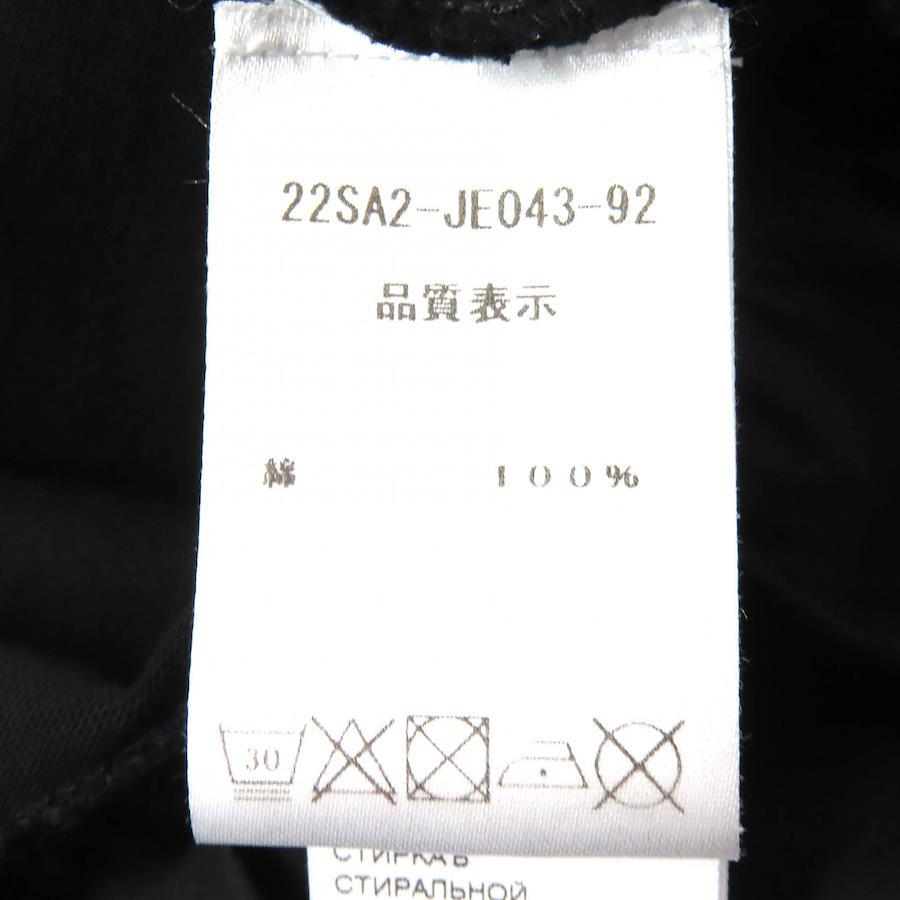 22SA2-JE043-92
品質表示
綿 100%
30
СТИРКА В
СТИРАЛЬНОЙ